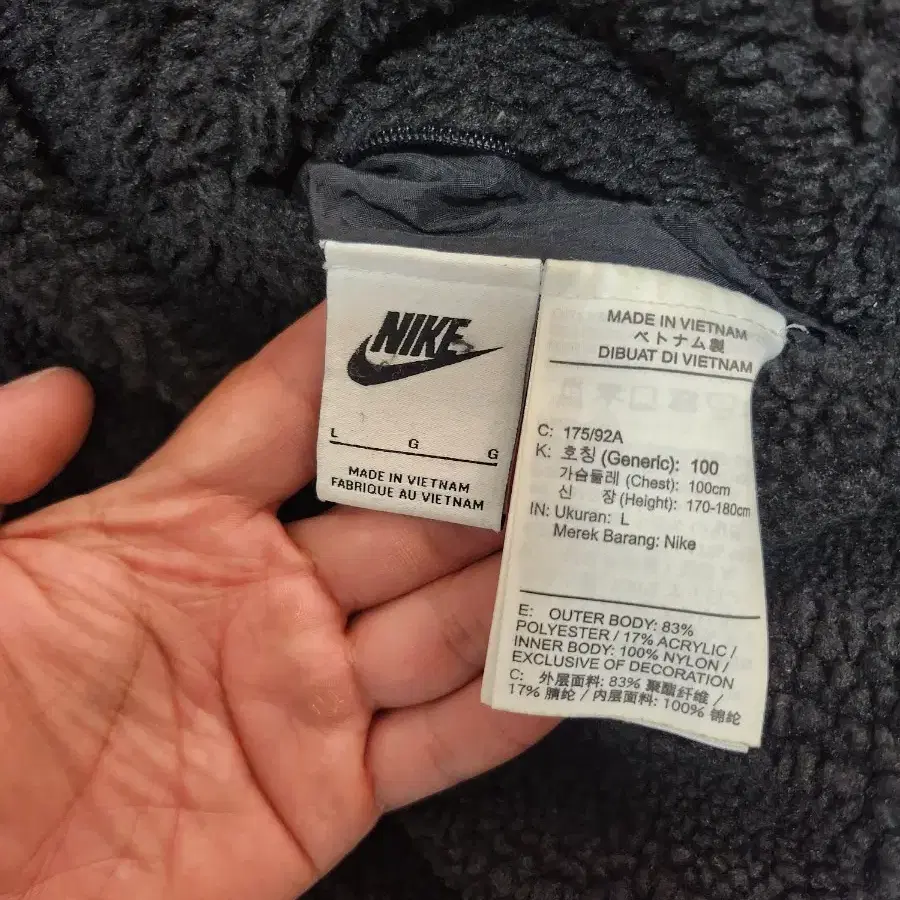 NIKE
L G G
MADE IN VIETNAM
FABRIQUE AU VIETNAM
MADE IN VIETNAM
ベトナム製
DIBUAT DI VIETNAM
C: 175/92A
K: 호칭 (Generic): 100
가슴둘레 (Chest): 100cm
신 장 (Height): 170-180cm
IN: Ukuran: L
Merek Barang: Nike
E: OUTER BODY: 83%
POLYESTER / 17% ACRYLIC /
INNER BODY: 100% NYLON /
EXCLUSIVE OF DECORATION
C: 外层面料: 83% 聚酯纤维 /
17% 腈纶 / 内层面料: 100% 锦纶